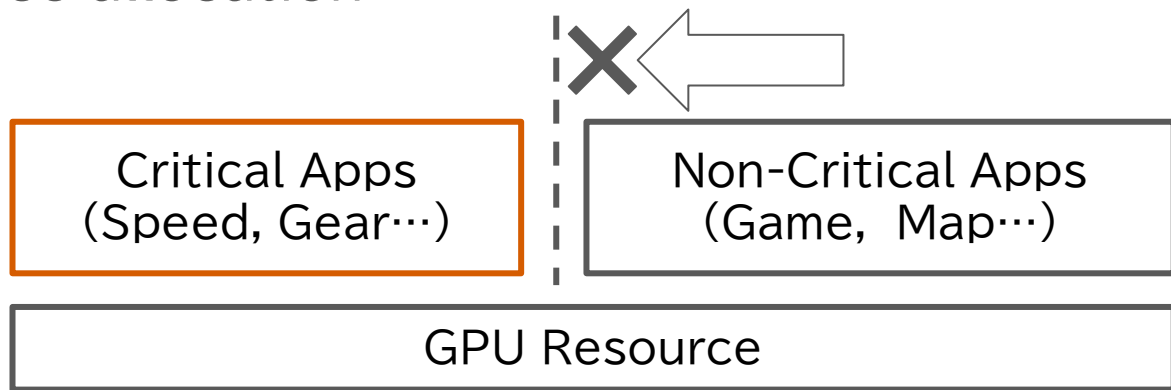 Critical Apps
Non-Critical Apps
(Speed, Gear…)
(Game, Map…)
GPU Resource